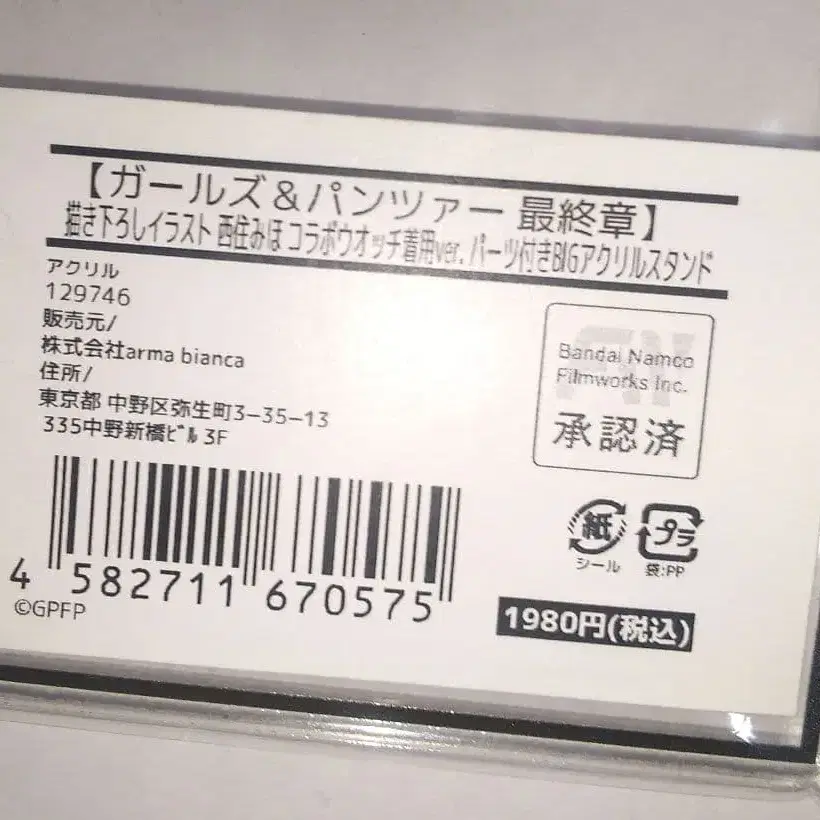 【ガールズ&パンツァー 最終章】
描き下ろしイラスト 西住みほ コラボウオッチ着用ver. パーツ付きBIGアクリルスタンド
アクリル
129746
販売元/
株式会社arma bianca
住所/
東京都 中野区弥生町3-35-13
335中野新橋ビル 3F
Bandai Namco
Filmworks Inc.
承認済
紙
シール
プラ
袋:PP
4 582711 670575
©GPFP
1980円(税込)